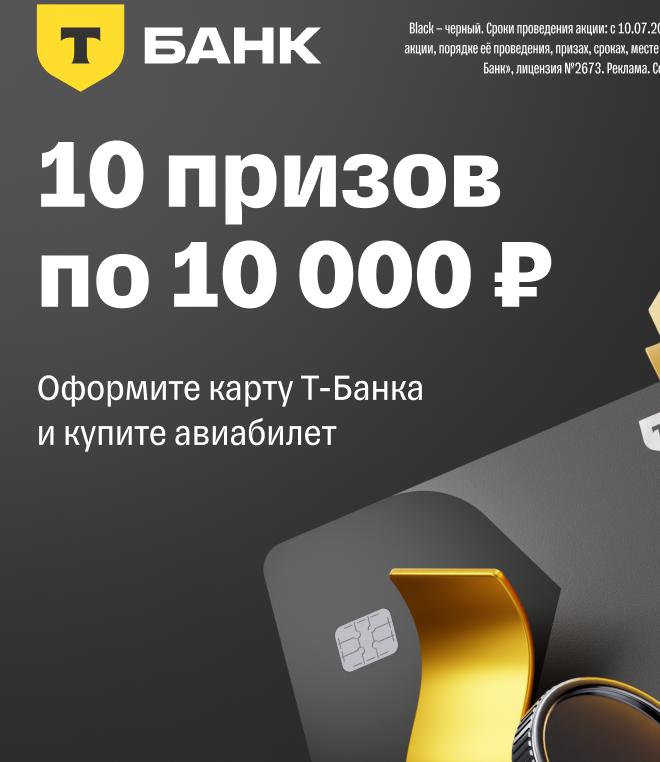 Т БАНК
Black – черный. Сроки проведения акции: с 10.07.20
акции, порядке её проведения, призах, сроках, месте
Банк», лицензия №2673. Реклама.
10 призов
по 10 000 ₽
Оформите карту Т-Банка
и купите авиабилет